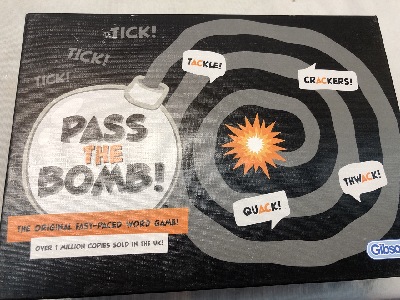 TICK!
TICK!
TICK!
TACKLE!
CRACKERS!
PASS
THE
BOMB!
THWACK!
QUACK!
THE ORIGINAL FAST-PACED WORD GAME!
OVER 1 MILLION COPIES SOLD IN THE UK!
Gibso